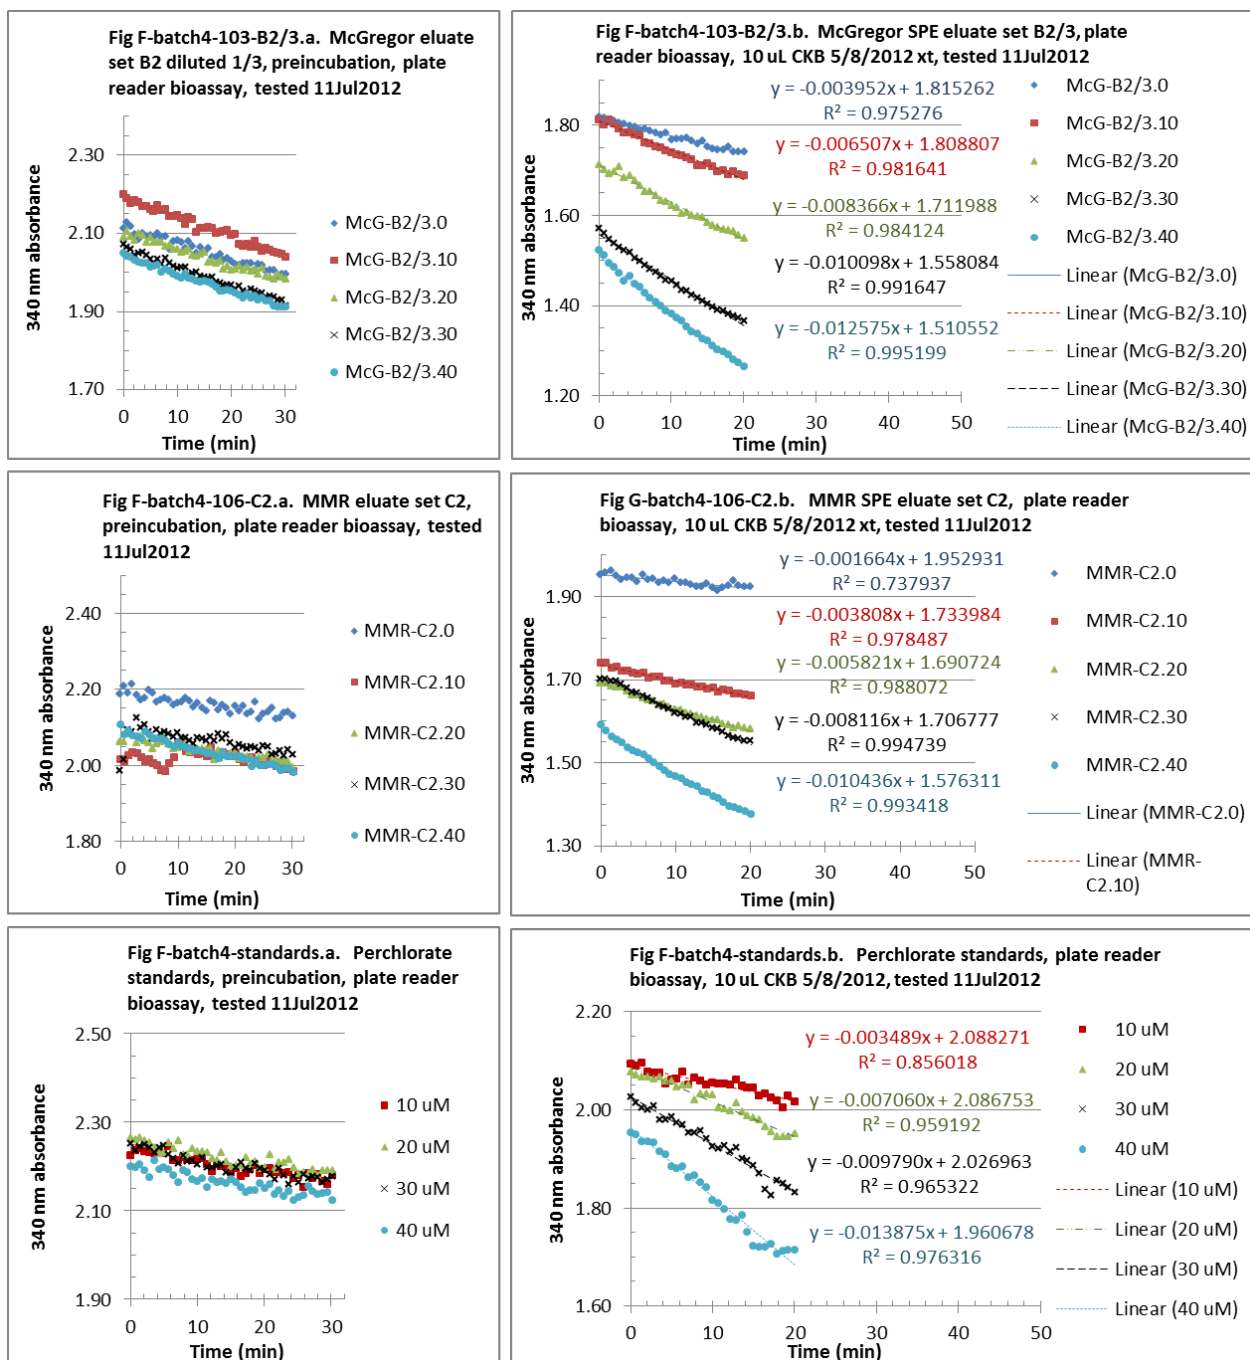 Fig F-batch4-103-B2/3.a.  McGregor eluate
set B2 diluted 1/3, preincubation, plate
reader bioassay, tested 11Jul2012
2.30
2.10
1.90
1.70
340 nm absorbance
0
10
20
30
Time (min)
McG-B2/3.0
McG-B2/3.10
McG-B2/3.20
McG-B2/3.30
McG-B2/3.40
Fig F-batch4-103-B2/3.b.  McGregor SPE eluate set B2/3, plate
reader bioassay, 10 uL CKB 5/8/2012 xt, tested 11Jul2012
y = -0.003952x + 1.815262
R² = 0.975276
y = -0.006507x + 1.808807
R² = 0.981641
y = -0.008366x + 1.711988
R² = 0.984124
y = -0.010098x + 1.558084
R² = 0.991647
y = -0.012575x + 1.510552
R² = 0.995199
1.80
1.60
1.40
1.20
340 nm absorbance
0
10
20
30
40
50
Time (min)
McG-B2/3.0
McG-B2/3.10
McG-B2/3.20
McG-B2/3.30
McG-B2/3.40
Linear (McG-B2/3.0)
Linear (McG-B2/3.10)
Linear (McG-B2/3.20)
Linear (McG-B2/3.30)
Linear (McG-B2/3.40)
Fig F-batch4-106-C2.a.  MMR eluate set C2,
preincubation, plate reader bioassay, tested
11Jul2012
2.40
2.20
2.00
1.80
340 nm absorbance
0
10
20
30
Time (min)
MMR-C2.0
MMR-C2.10
MMR-C2.20
MMR-C2.30
MMR-C2.40
Fig G-batch4-106-C2.b.  MMR SPE eluate set C2,  plate reader
bioassay, 10 uL CKB 5/8/2012 xt, tested 11Jul2012
y = -0.001664x + 1.952931
R² = 0.737937
y = -0.003808x + 1.733984
R² = 0.978487
y = -0.005821x + 1.690724
R² = 0.988072
y = -0.008116x + 1.706777
R² = 0.994739
y = -0.010436x + 1.576311
R² = 0.993418
1.90
1.70
1.50
1.30
340 nm absorbance
0
10
20
30
40
50
Time (min)
MMR-C2.0
MMR-C2.10
MMR-C2.20
MMR-C2.30
MMR-C2.40
Linear (MMR-C2.0)
Linear (MMR-
C2.10)
Fig F-batch4-standards.a.  Perchlorate
standards, preincubation, plate reader
bioassay, tested 11Jul2012
2.50
2.30
2.10
1.90
340 nm absorbance
0
10
20
30
Time (min)
10 uM
20 uM
30 uM
40 uM
Fig F-batch4-standards.b.  Perchlorate standards, plate reader
bioassay, 10 uL CKB 5/8/2012, tested 11Jul2012
y = -0.003489x + 2.088271
R² = 0.856018
y = -0.007060x + 2.086753
R² = 0.959192
y = -0.009790x + 2.026963
R² = 0.965322
y = -0.013875x + 1.960678
R² = 0.976316
2.20
2.00
1.80
1.60
340 nm absorbance
0
10
20
30
40
50
Time (min)
10 uM
20 uM
30 uM
40 uM
Linear (10 uM)
Linear (20 uM)
Linear (30 uM)
Linear (40 uM)